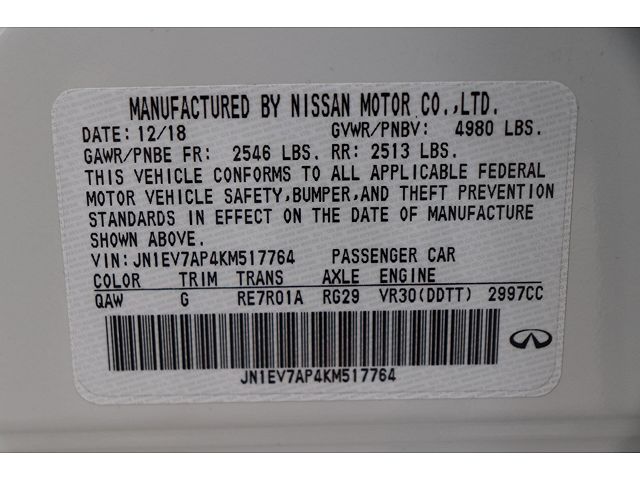 MANUFACTURED BY NISSAN MOTOR CO.,LTD.
DATE: 12/18 GVWR/PNBV: 4980 LBS.
GAWR/PNBE FR: 2546 LBS. RR: 2513 LBS.
THIS VEHICLE CONFORMS TO ALL APPLICABLE FEDERAL
MOTOR VEHICLE SAFETY,BUMPER,AND THEFT PREVENTION
STANDARDS IN EFFECT ON THE DATE OF MANUFACTURE
SHOWN ABOVE.
VIN:JN1EV7AP4KM517764 PASSENGER CAR
COLOR TRIM TRANS AXLE ENGINE
QAW G RE7R01A RG29 VR30(DDTT) 2997CC
JN1EV7AP4KM517764